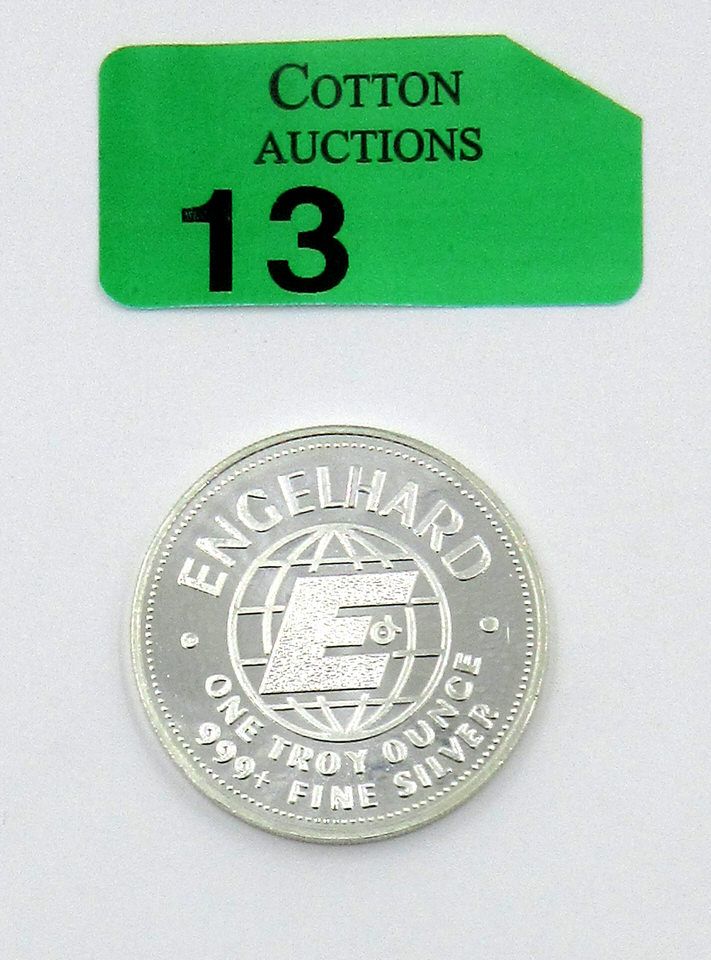 COTTON
AUCTIONS
13
ENGELHARD
E
ONE TROY OUNCE
999+ FINE SILVER